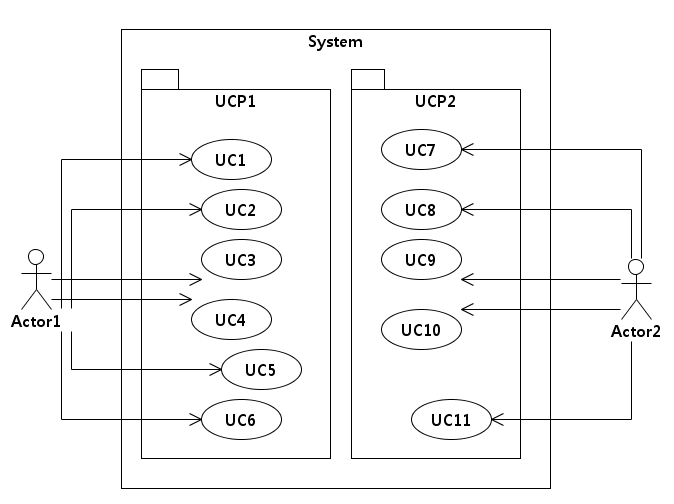 System
UCP1
UCP2
UC1
UC2
UC3
UC4
UC5
UC6
UC7
UC8
UC9
UC10
UC11
Actor1
Actor2